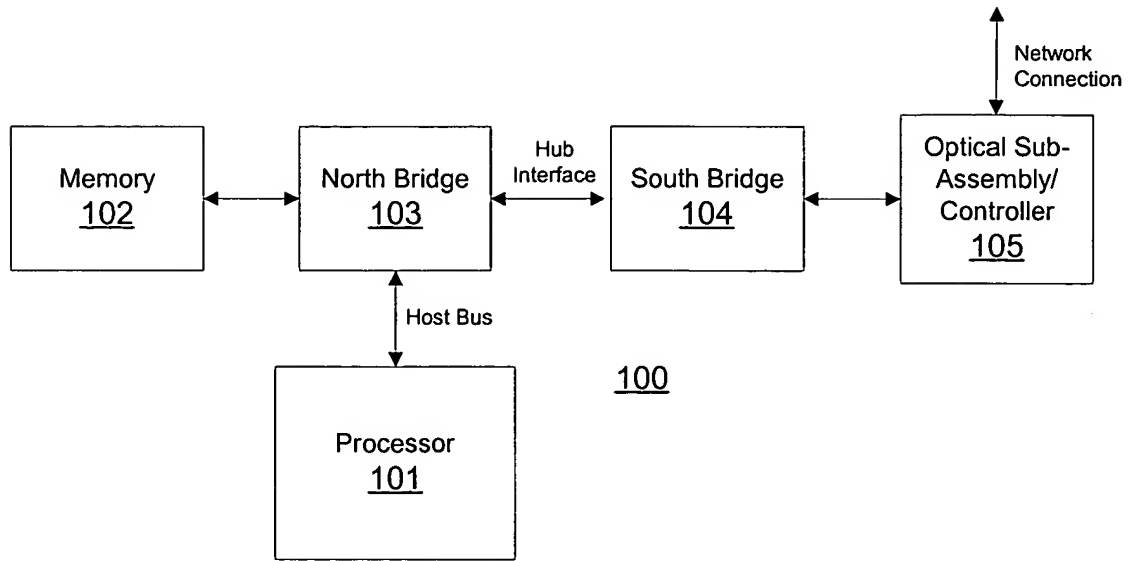 Network
Connection
Memory
102
North Bridge
103
Hub
Interface
South Bridge
104
Optical Sub-
Assembly/
Controller
105
Host Bus
100
Processor
101